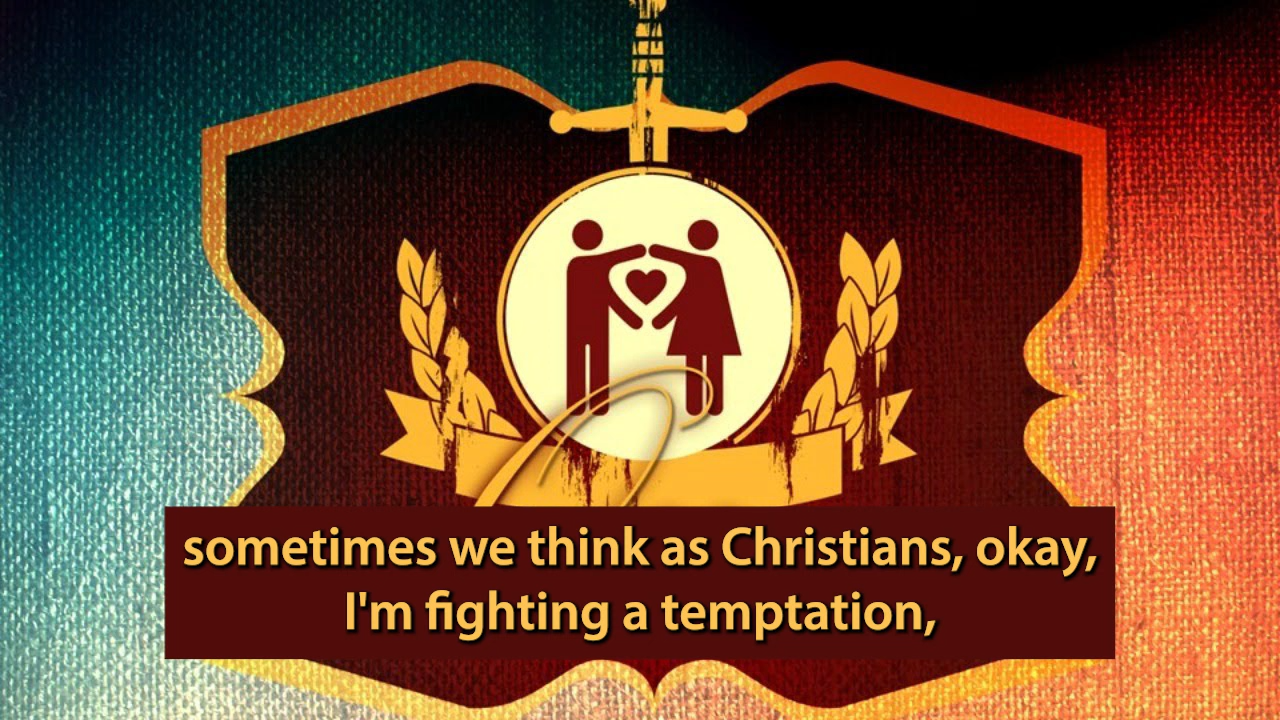 sometimes we think as Christians, okay,
I'm fighting a temptation,